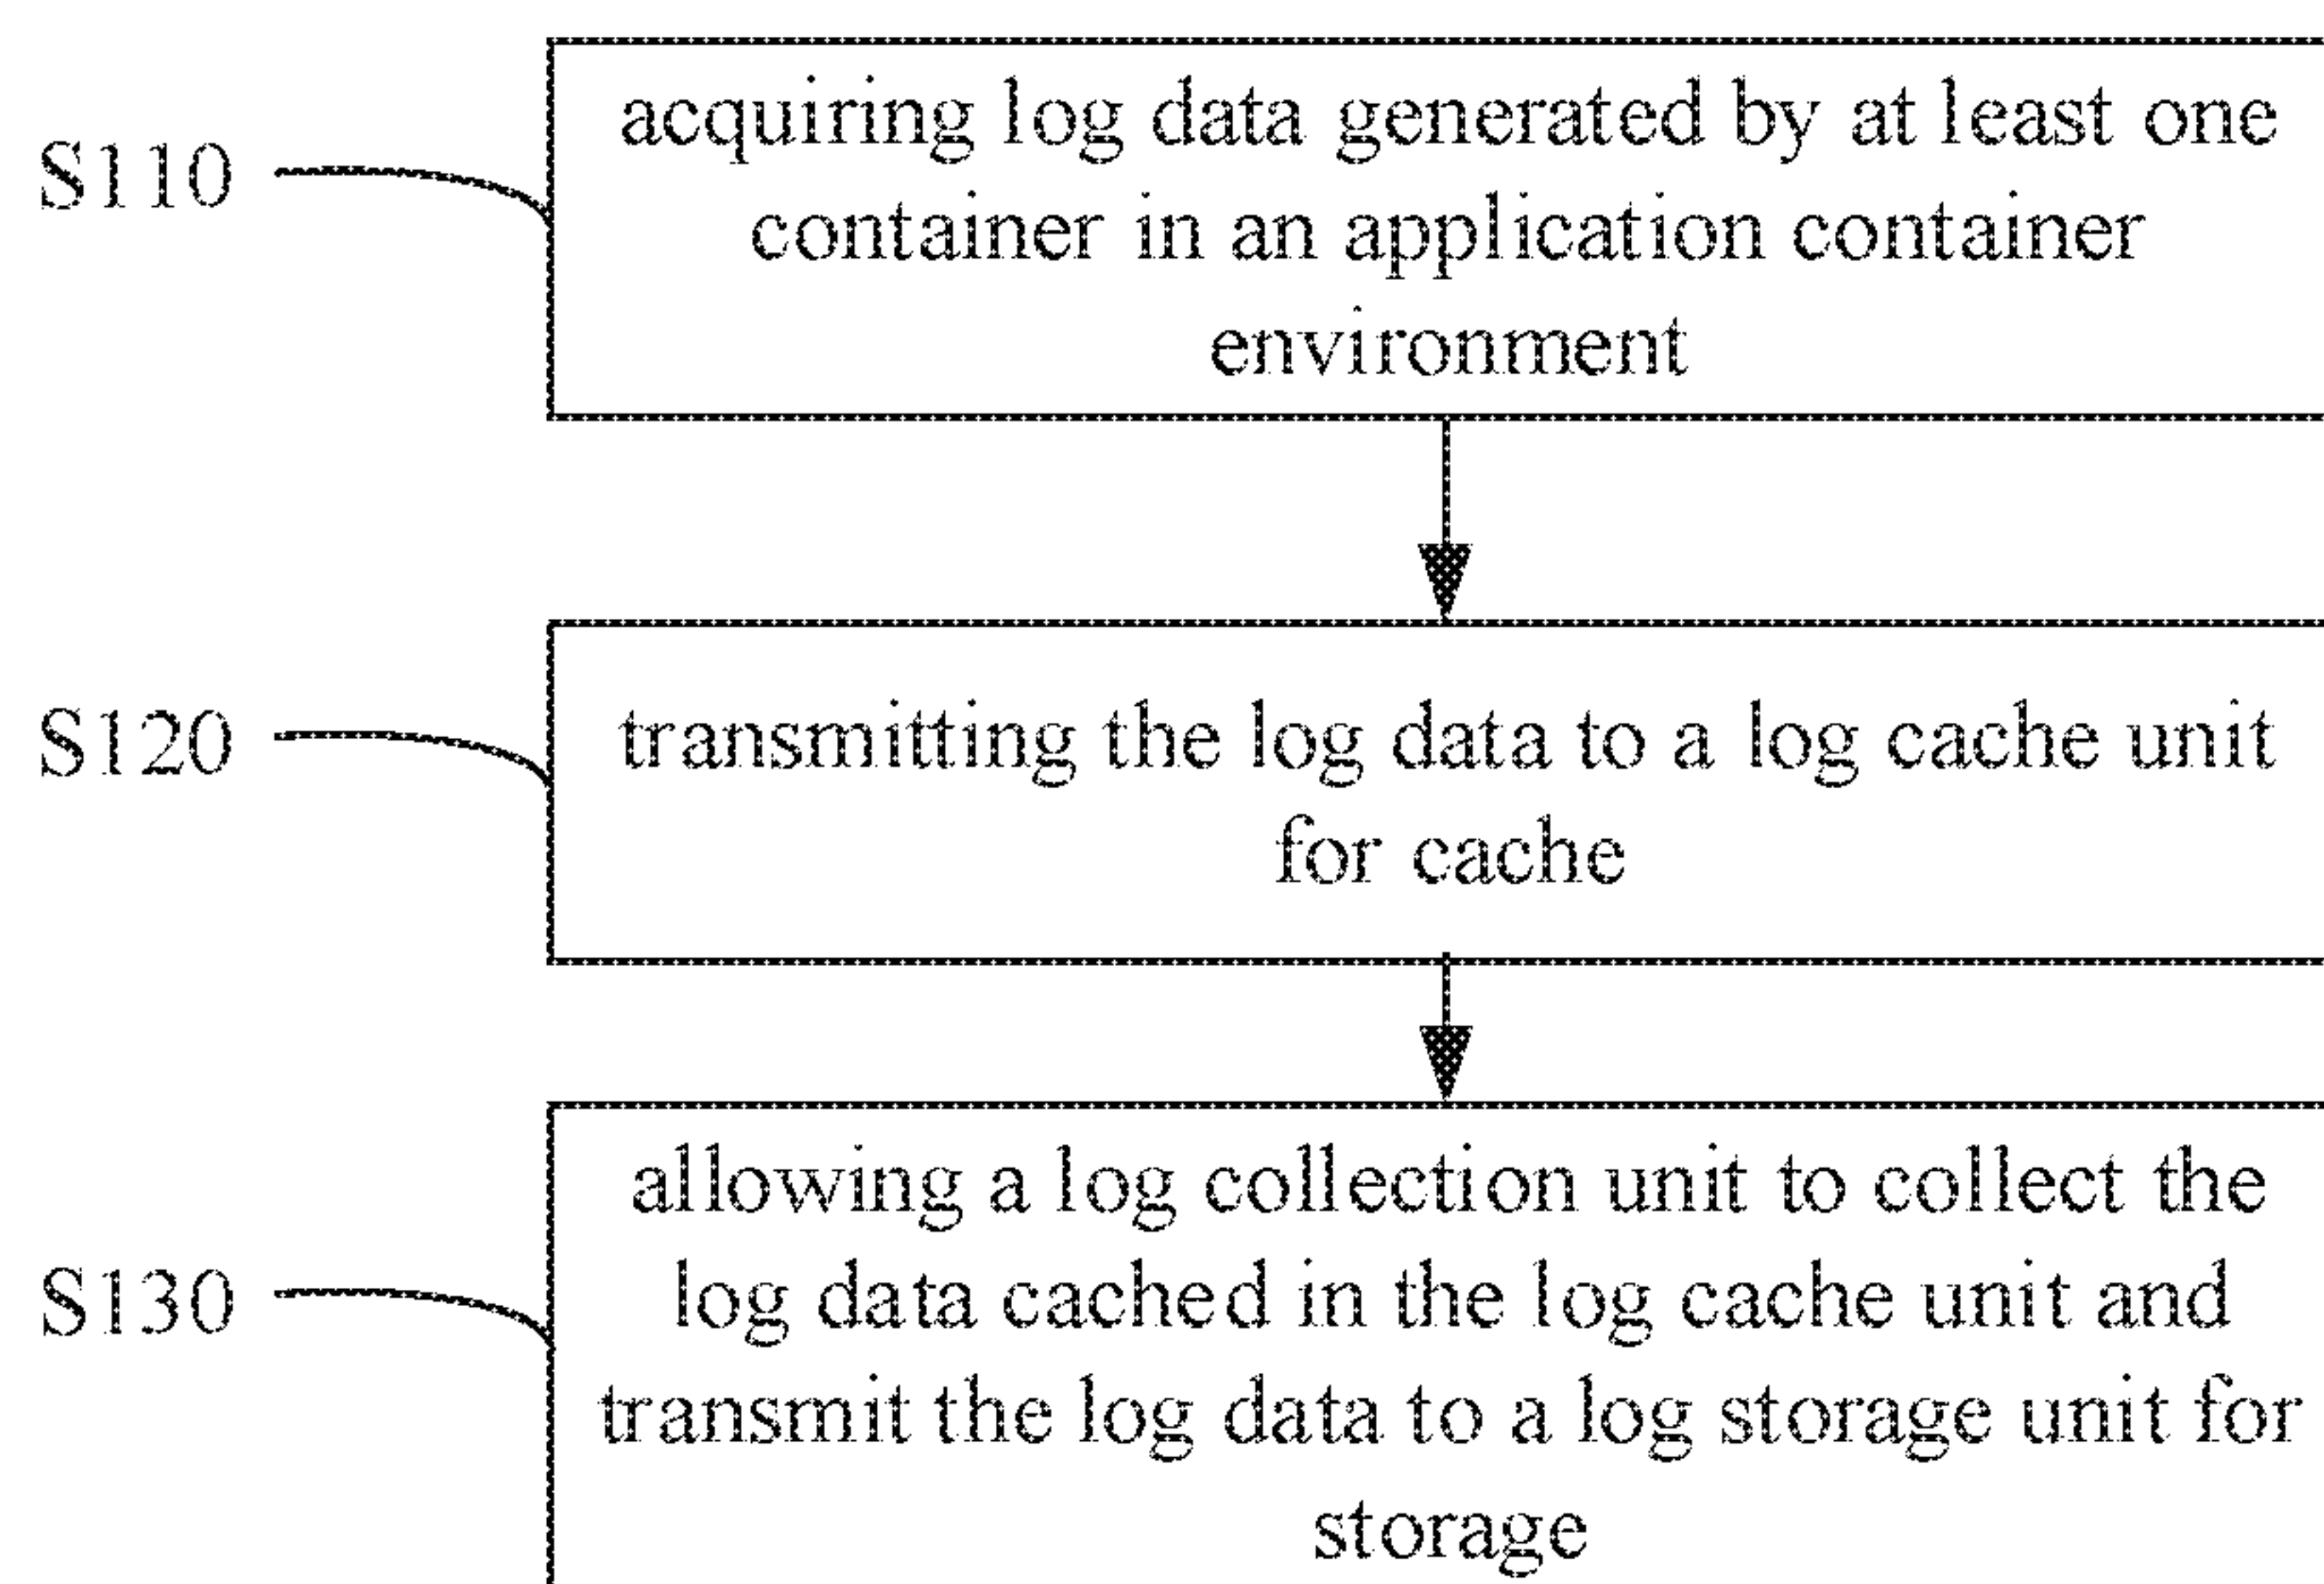 S110
acquiring log data generated by at least one
container in an application container
environment
S120
transmitting the log data to a log cache unit
for cache
S130
allowing a log collection unit to collect the
log data cached in the log cache unit and
transmit the log data to a log storage unit for
storage